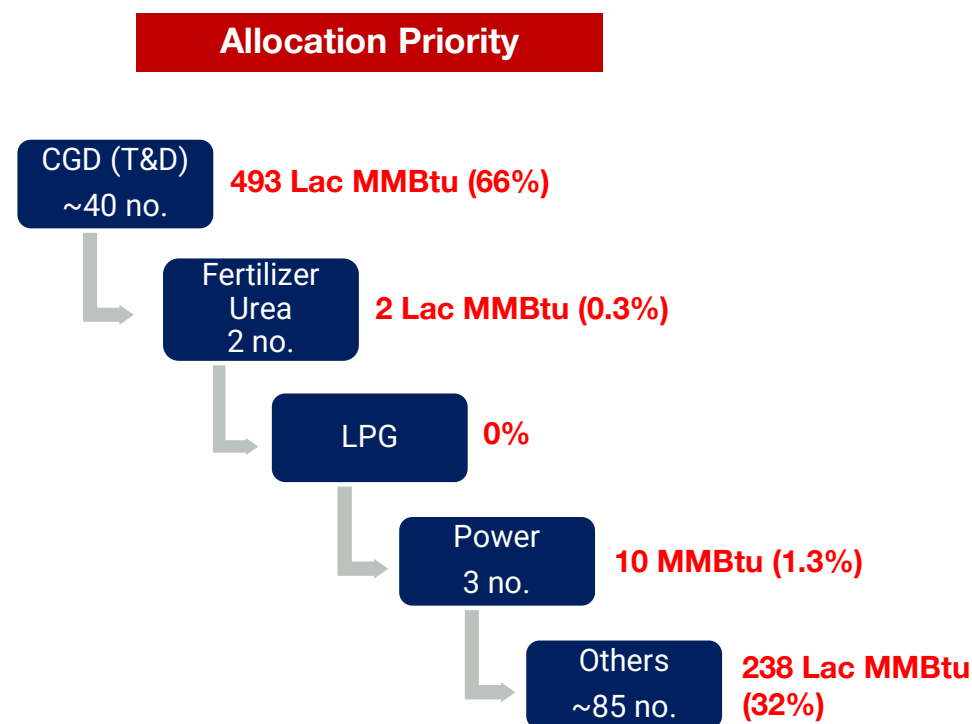 Allocation Priority
CGD (T&D)
~40 no.
493 Lac MMBtu (66%)
Fertilizer
Urea
2 no.
2 Lac MMBtu (0.3%)
LPG
0%
Power
3 no.
10 MMBtu (1.3%)
Others
~85 no.
238 Lac MMBtu
(32%)